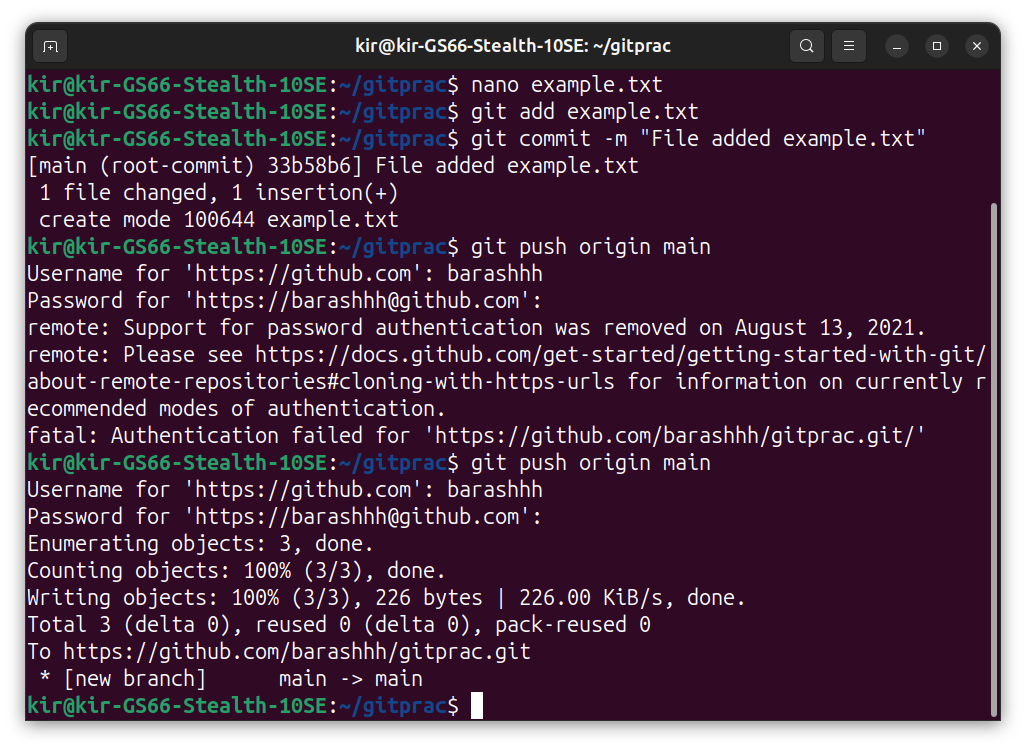 kir@kir-GS66-Stealth-10SE: ~/gitprac
kir@kir-GS66-Stealth-10SE:~/gitprac$ nano example.txt
kir@kir-GS66-Stealth-10SE:~/gitprac$ git add example.txt
kir@kir-GS66-Stealth-10SE:~/gitprac$ git commit -m "File added example.txt"
[main (root-commit) 33b58b6] File added example.txt
 1 file changed, 1 insertion(+)
 create mode 100644 example.txt
kir@kir-GS66-Stealth-10SE:~/gitprac$ git push origin main
Username for 'https://github.com': barashhh
Password for 'https://barashhh@github.com':
remote: Support for password authentication was removed on August 13, 2021.
remote: Please see https://docs.github.com/get-started/getting-started-with-git/
about-remote-repositories#cloning-with-https-urls for information on currently r
ecommended modes of authentication.
fatal: Authentication failed for 'https://github.com/barashhh/gitprac.git/'
kir@kir-GS66-Stealth-10SE:~/gitprac$ git push origin main
Username for 'https://github.com': barashhh
Password for 'https://barashhh@github.com':
Enumerating objects: 3, done.
Counting objects: 100% (3/3), done.
Writing objects: 100% (3/3), 226 bytes | 226.00 KiB/s, done.
Total 3 (delta 0), reused 0 (delta 0), pack-reused 0
To https://github.com/barashhh/gitprac.git
 * [new branch]      main -> main
kir@kir-GS66-Stealth-10SE:~/gitprac$